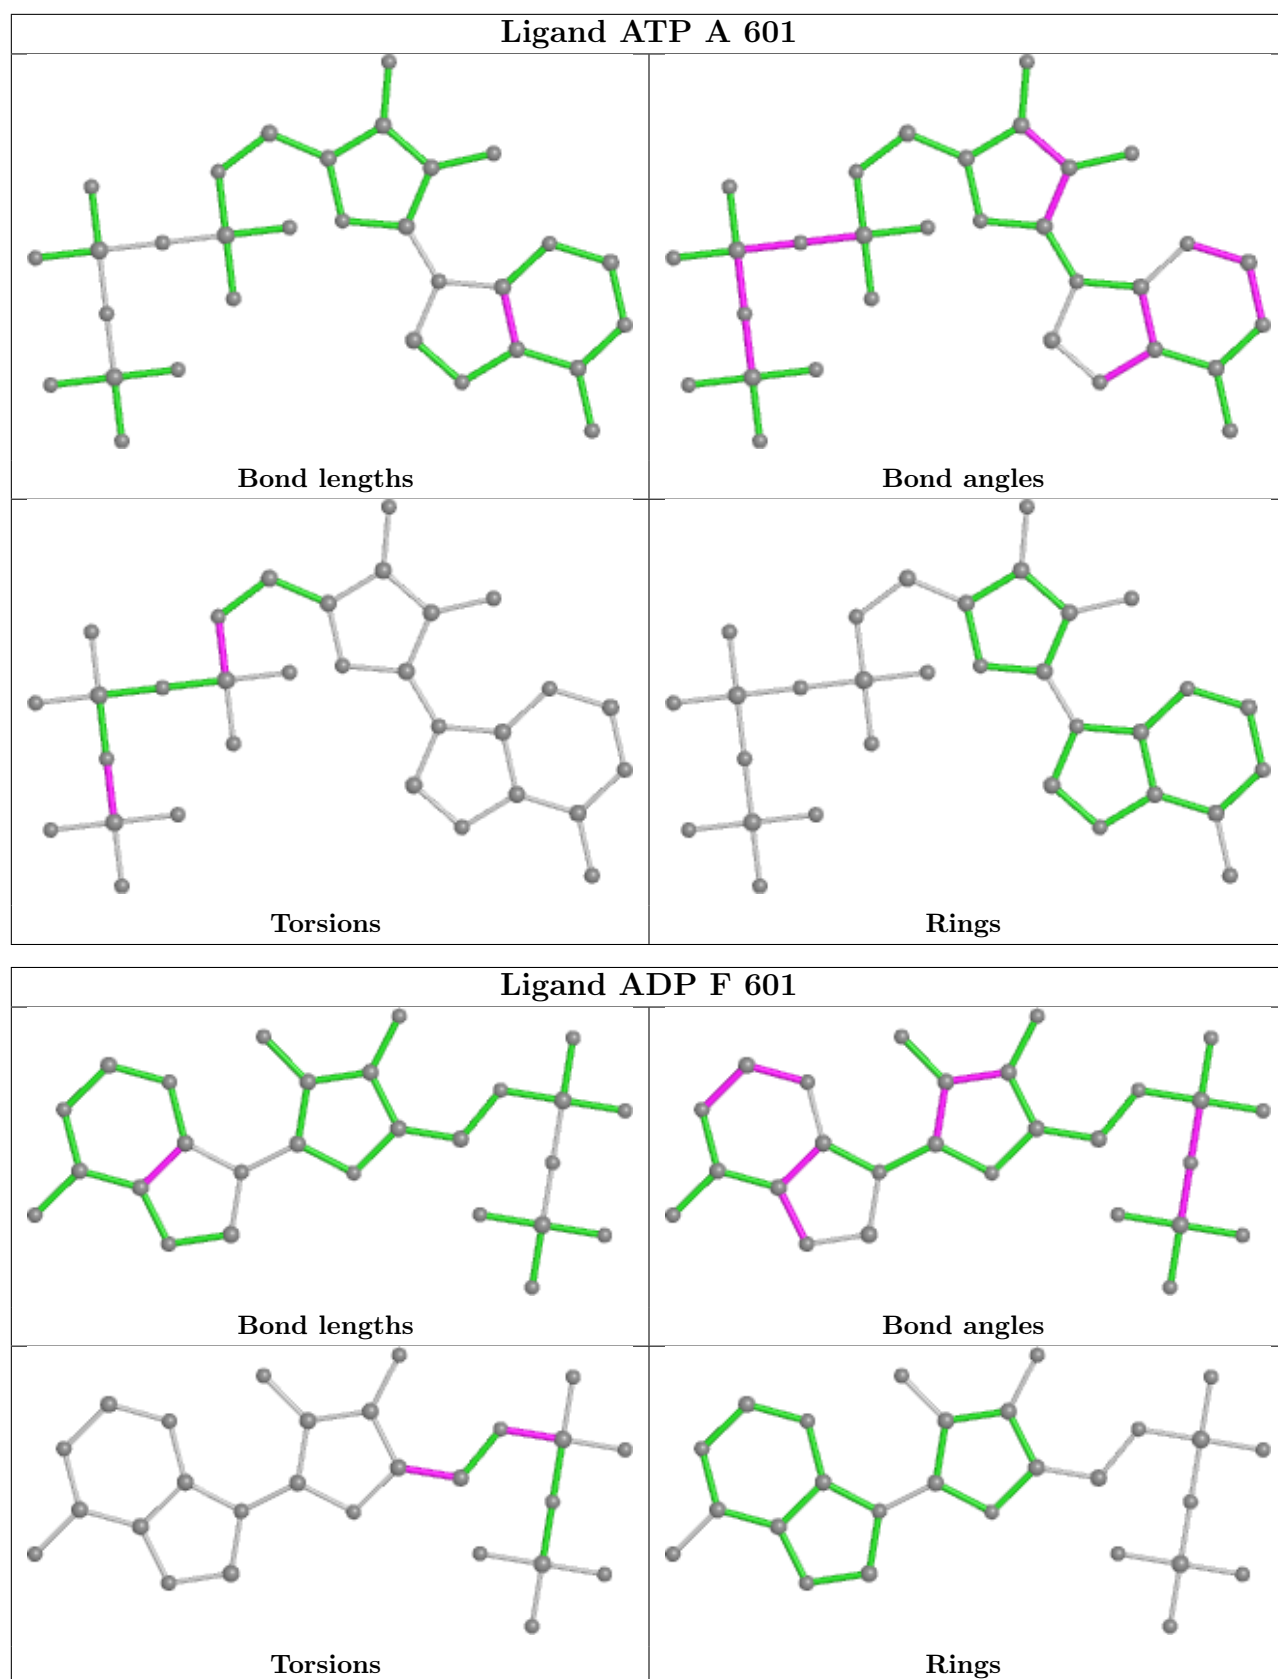 Ligand ATP A 601
Bond lengths
Bond angles
Torsions
Rings
Ligand ADP F 601
Bond lengths
Bond angles
Torsions
Rings